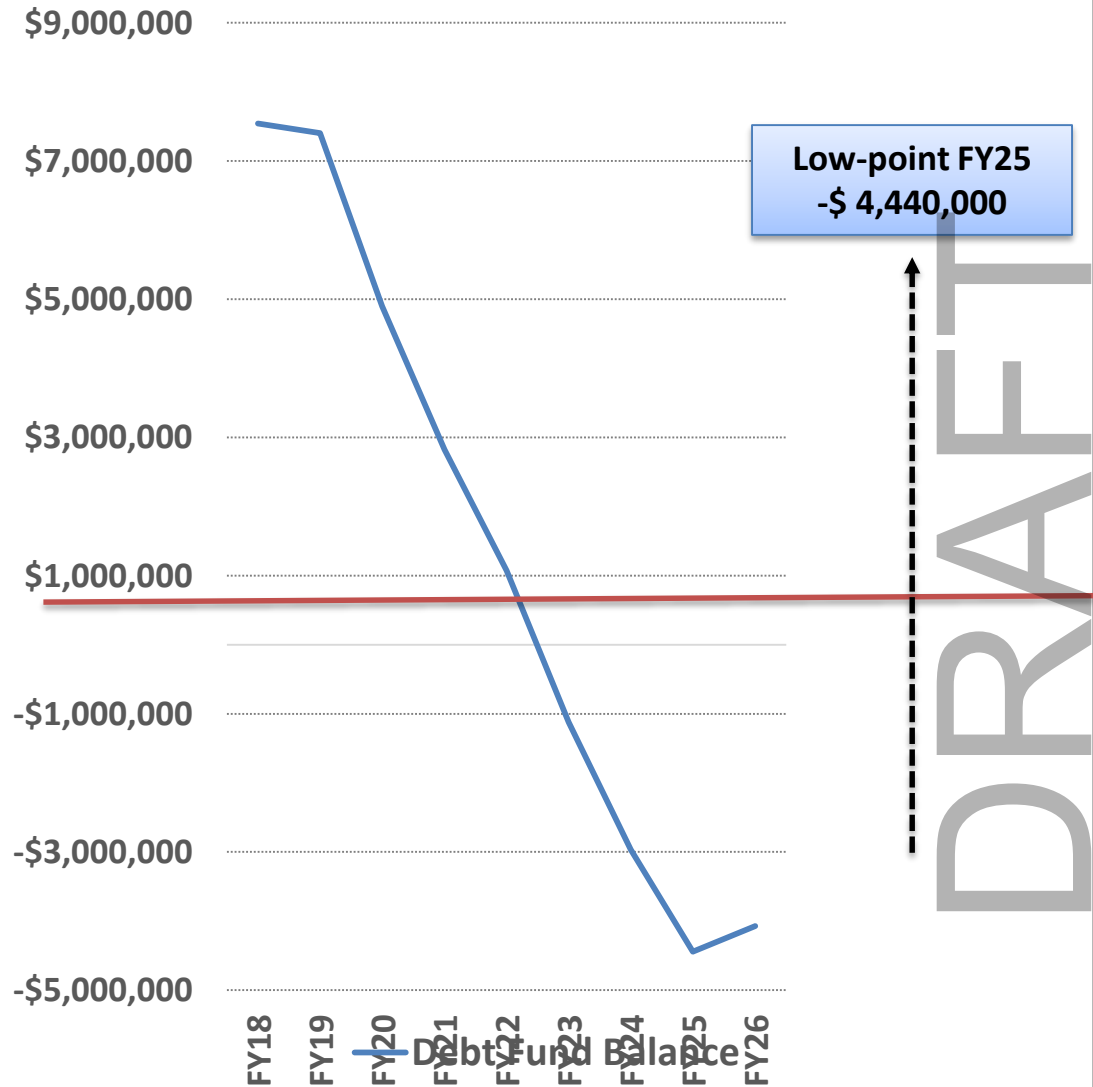 $9,000,000
$7,000,000
$5,000,000
$3,000,000
$1,000,000
-$1,000,000
-$3,000,000
-$5,000,000
Low-point FY25
-$ 4,440,000
DRAFT
FY18
FY19
FY20
FY21
FY22
FY23
FY24
FY25
FY26
Debt Fund Balance